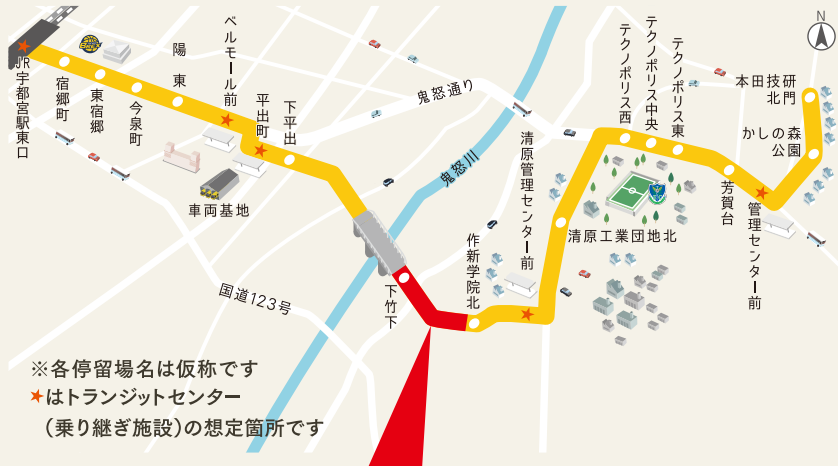 JR宇都宮駅東口
宿郷町
東宿郷
今泉町
陽東
ベルモール前
平出町
下平出
車両基地
鬼怒通り
鬼怒川
国道123号
下竹下
作新学院北
清原管理センター前
清原工業団地北
テクノポリス西
テクノポリス中央
テクノポリス東
芳賀台
管理センター前
かしの森
公園
本田技研
北門
N
※各停留場名は仮称です
★はトランジットセンター
（乗り継ぎ施設）の想定箇所です